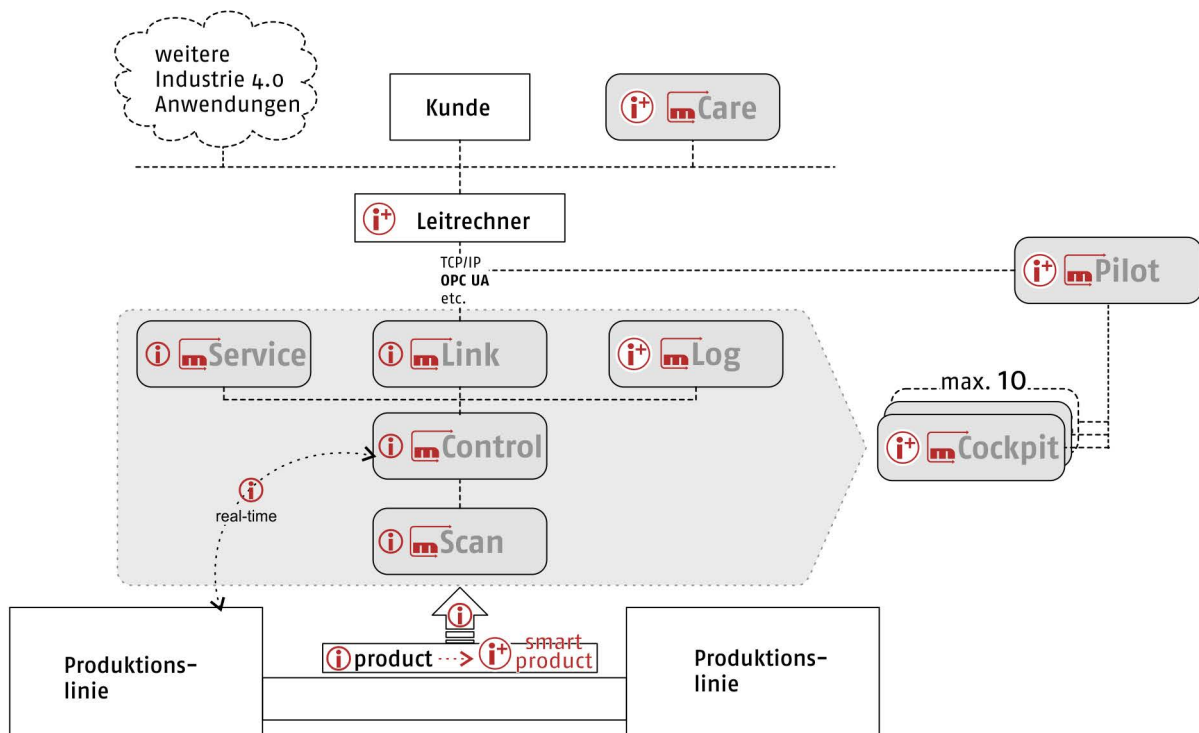 weitere
Industrie 4.0
Anwendungen
Kunde
i+ mCare
i+ Leitrechner
TCP/IP
OPC UA
etc.
i+ mPilot
i mService
i mLink
i+ mLog
max. 10
i mControl
i+ mCockpit
i
real-time
i mScan
i
i product
i+ smart
product
Produktions-
linie
Produktions-
linie